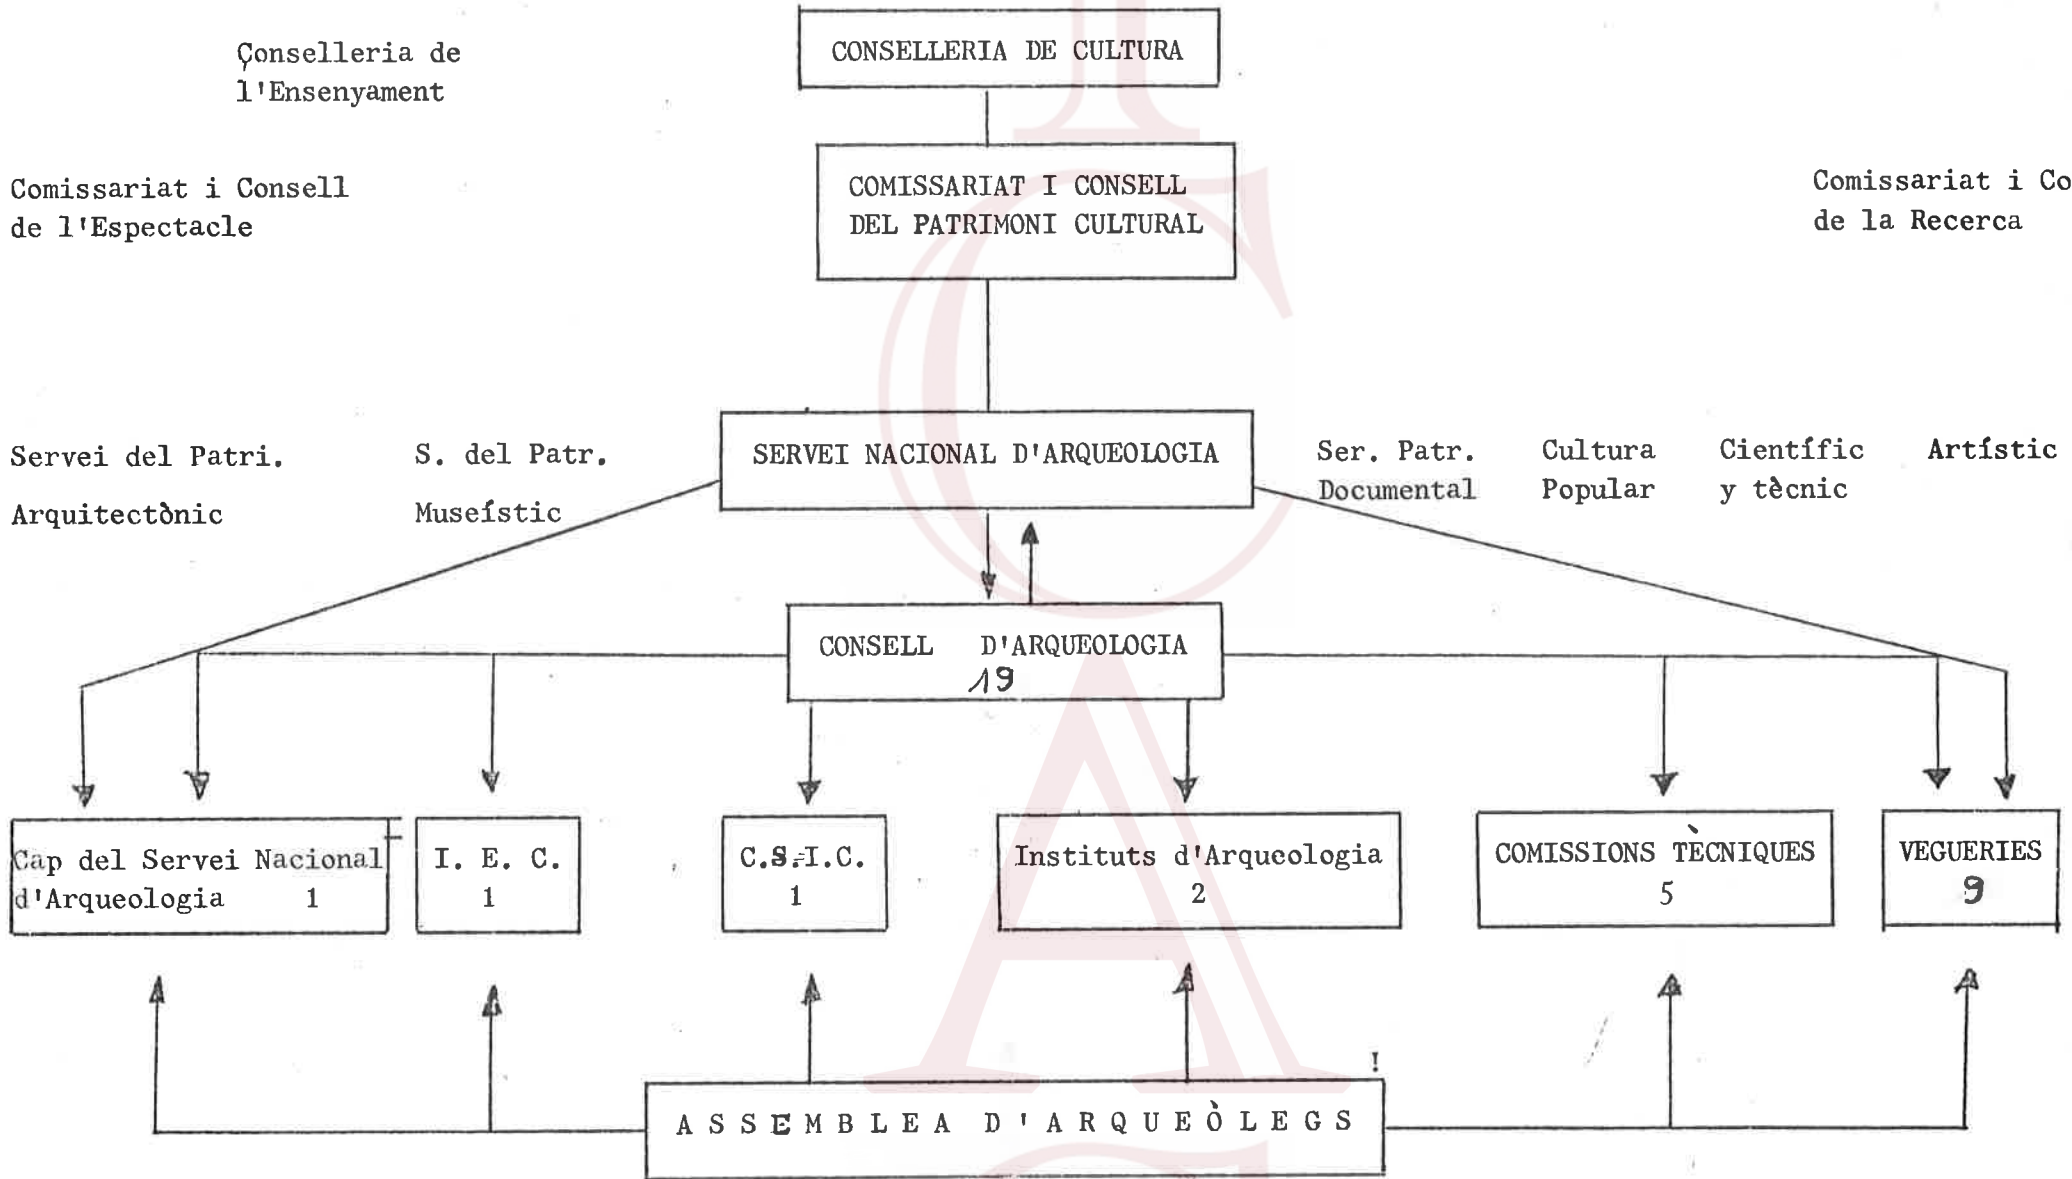 Conselleria de
l'Ensenyament
CONSELLERIA DE CULTURA
Comissariat i Consell
de l'Espectacle
COMISSARIAT I CONSELL
DEL PATRIMONI CULTURAL
Comissariat i Co
de la Recerca
Servei del Patri.
Arquitectònic
S. del Patr.
Museístic
SERVEI NACIONAL D'ARQUEOLOGIA
Ser. Patr.
Documental
Cultura
Popular
Científic
y tècnic
Artístic
CONSELL D'ARQUEOLOGIA
19
Cap del Servei Nacional
d'Arqueologia 1
I. E. C.
1
C.S.I.C.
1
Instituts d'Arqueologia
2
COMISSIONS TÈCNIQUES
5
VEGUERIES
9
ASSEMBLEA D'ARQUEÒLEGS